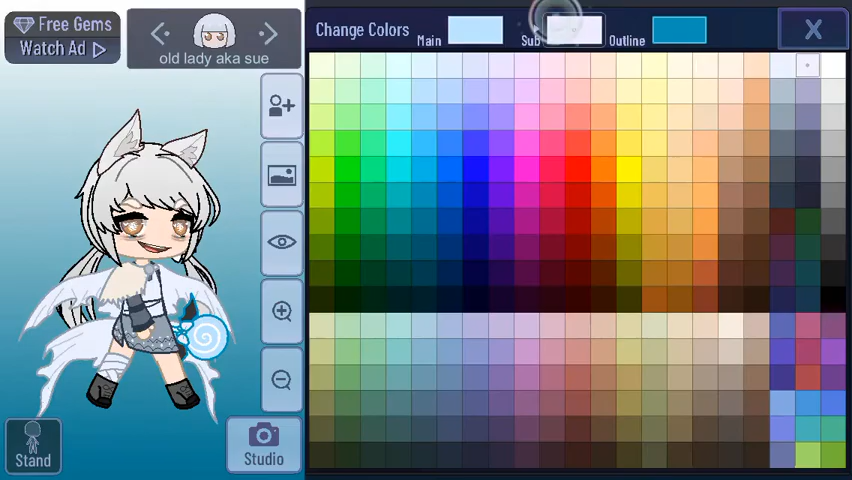 Free Gems
Watch Ad
old lady aka sue
Change Colors
Main
Sub
Outline
X
Stand
Studio